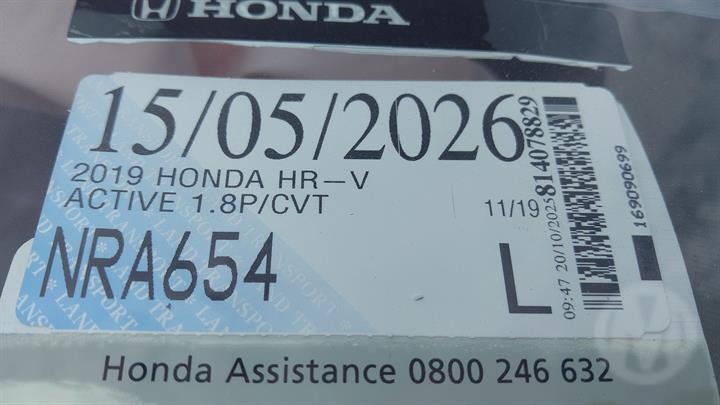 HONDA
15/05/2026
2019 HONDA HR-V
ACTIVE 1.8P/CVT
11/19
NRA654
L
09:47 20/10/2025
814078829
169090699
Honda Assistance 0800 246 632